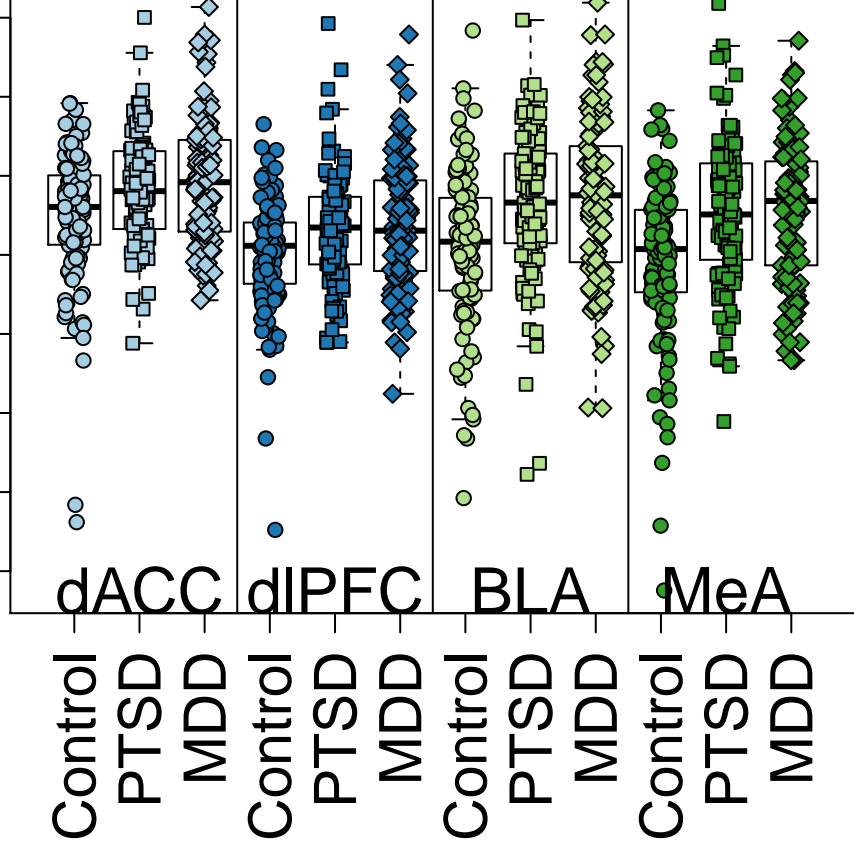 dACC dlPFC BLA MeA
Control PTSD MDD Control PTSD MDD Control PTSD MDD Control PTSD MDD